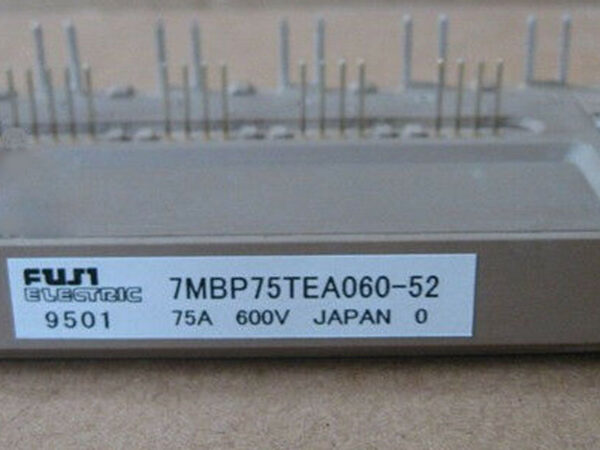 FUJI
ELECTRIC
7MBP75TEA060-52
9501
75A 600V JAPAN 0